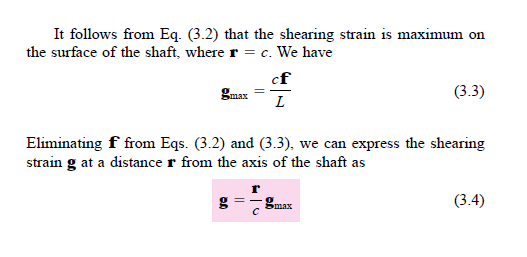 It follows from Eq. (3.2) that the shearing strain is maximum on
the surface of the shaft, where r = c. We have
g_max = cf/L (3.3)
Eliminating f from Eqs. (3.2) and (3.3), we can express the shearing
strain g at a distance r from the axis of the shaft as
g = r/c g_max (3.4)